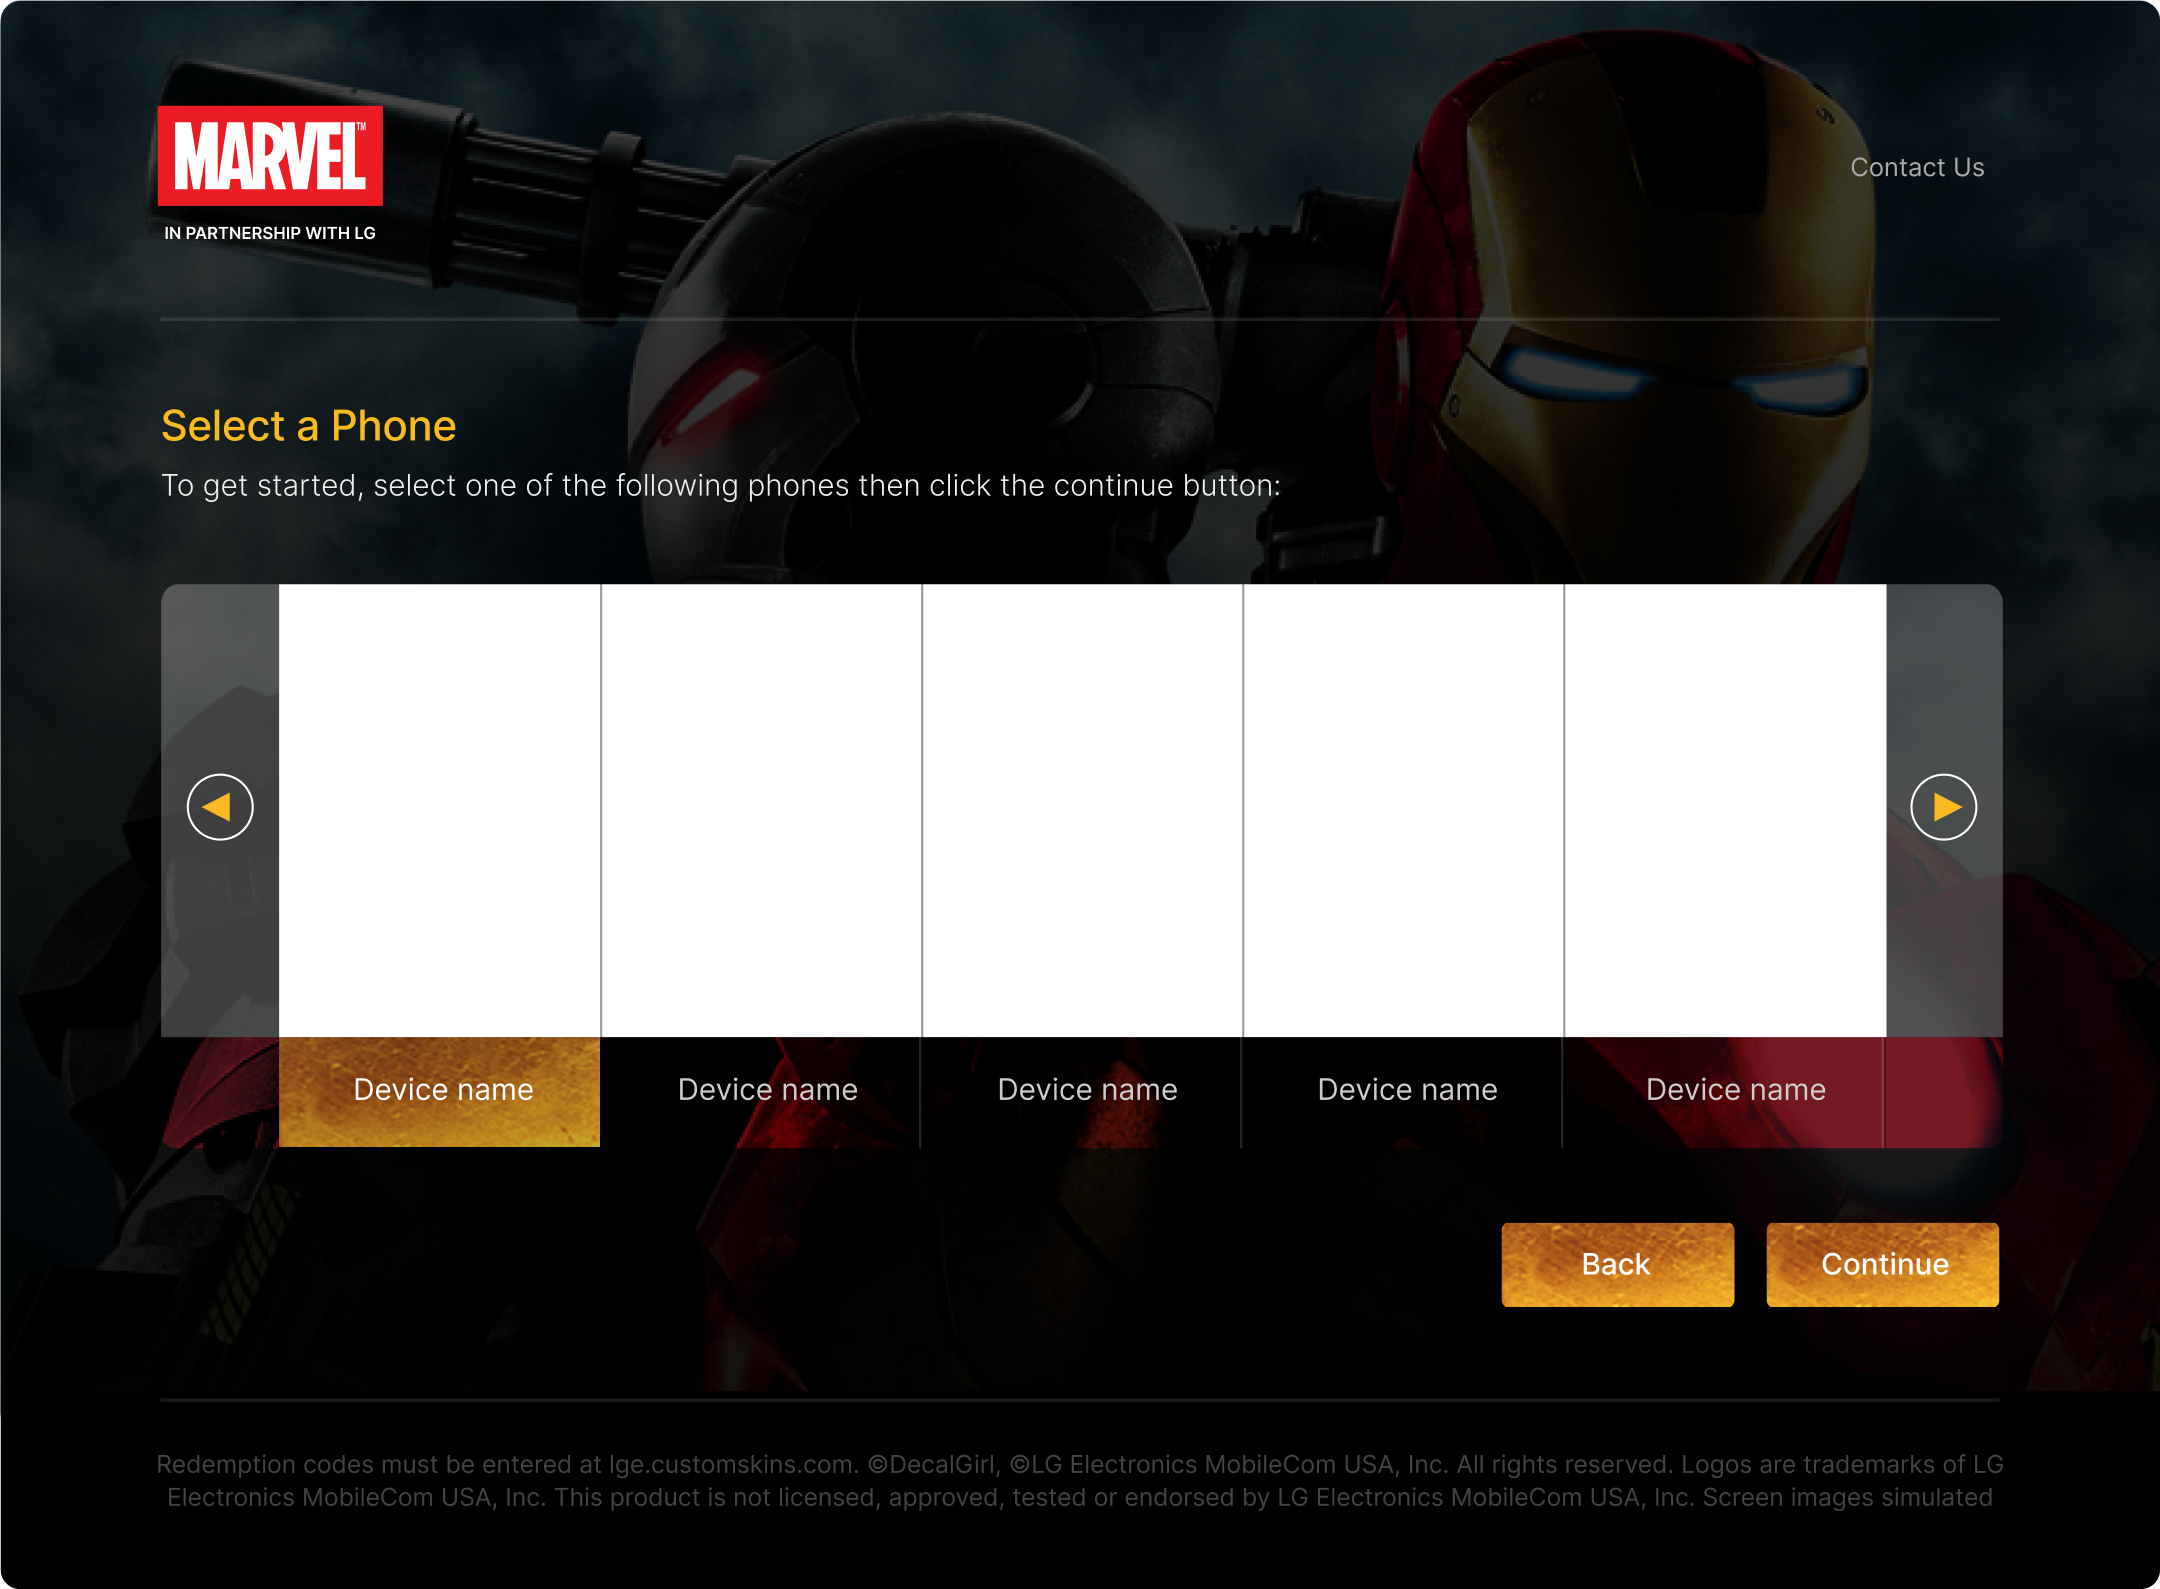 MARVEL™
IN PARTNERSHIP WITH LG
Contact Us
Select a Phone
To get started, select one of the following phones then click the continue button:
Device name
Device name
Device name
Device name
Device name
Back
Continue
Redemption codes must be entered at lge.customskins.com. ©DecalGirl, ©LG Electronics MobileCom USA, Inc. All rights reserved. Logos are trademarks of LG
Electronics MobileCom USA, Inc. This product is not licensed, approved, tested or endorsed by LG Electronics MobileCom USA, Inc. Screen images simulated